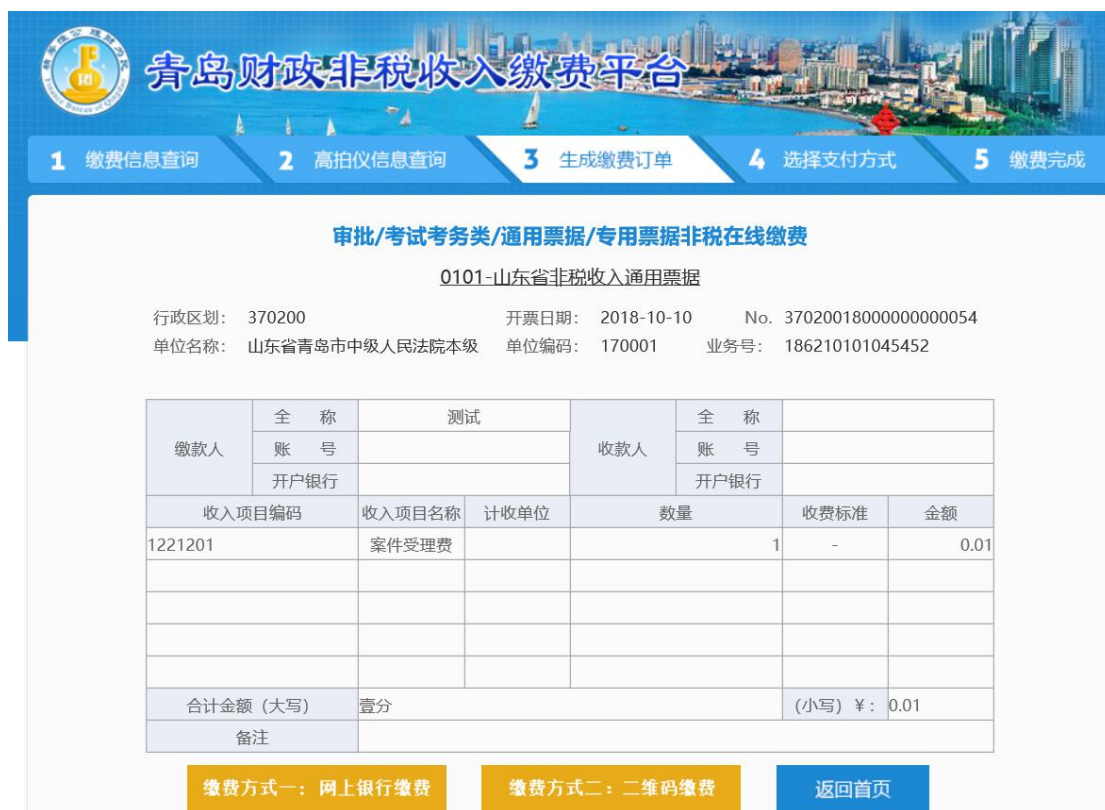 青岛财政非税收入缴费平台
1 缴费信息查询 2 高拍仪信息查询 3 生成缴费订单 4 选择支付方式 5 缴费完成
审批/考试考务类/通用票据/专用票据非税在线缴费
0101-山东省非税收入通用票据
行政区划： 370200 开票日期： 2018-10-10 No. 37020018000000000054
单位名称： 山东省青岛市中级人民法院本级 单位编码： 170001 业务号： 186210101045452
缴款人 全 称 测试 收款人 全 称
账 号 账 号
开户银行 开户银行
收入项目编码 收入项目名称 计收单位 数量 收费标准 金额
1221201 案件受理费 1 - 0.01
合计金额（大写） 壹分 (小写) ￥： 0.01
备注
缴费方式一：网上银行缴费 缴费方式二：二维码缴费 返回首页